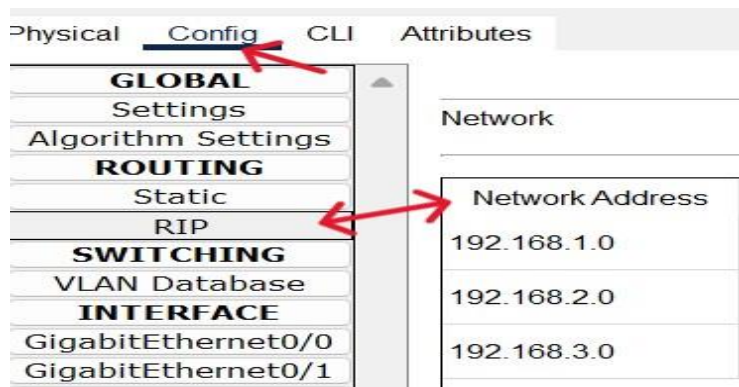 Physical Config CLI Attributes
GLOBAL
Settings
Algorithm Settings
ROUTING
Static
RIP
SWITCHING
VLAN Database
INTERFACE
GigabitEthernet0/0
GigabitEthernet0/1
Network
Network Address
192.168.1.0
192.168.2.0
192.168.3.0